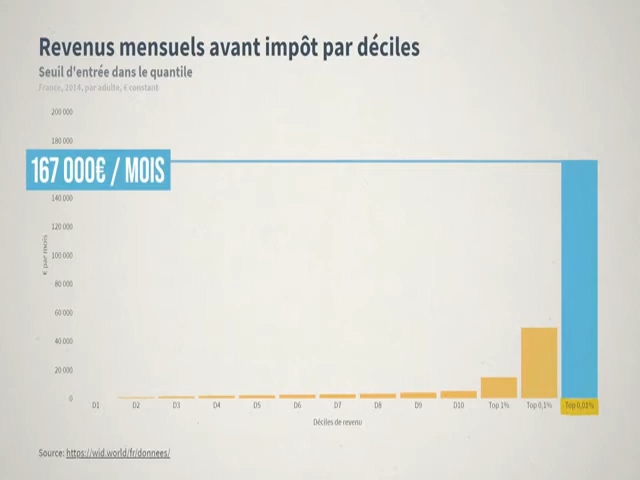 Revenus mensuels avant impôt par déciles
Seuil d'entrée dans le quantile
France, 2014, par adulte, € constant
200 000
180 000
167 000€ / MOIS
140 000
120 000
100 000
80 000
60 000
40 000
20 000
0
€ par mois
D1 D2 D3 D4 D5 D6 D7 D8 D9 D10 Top 1% Top 0,1% Top 0,01%
Déciles de revenu
Source: https://wid.world/fr/donnees/